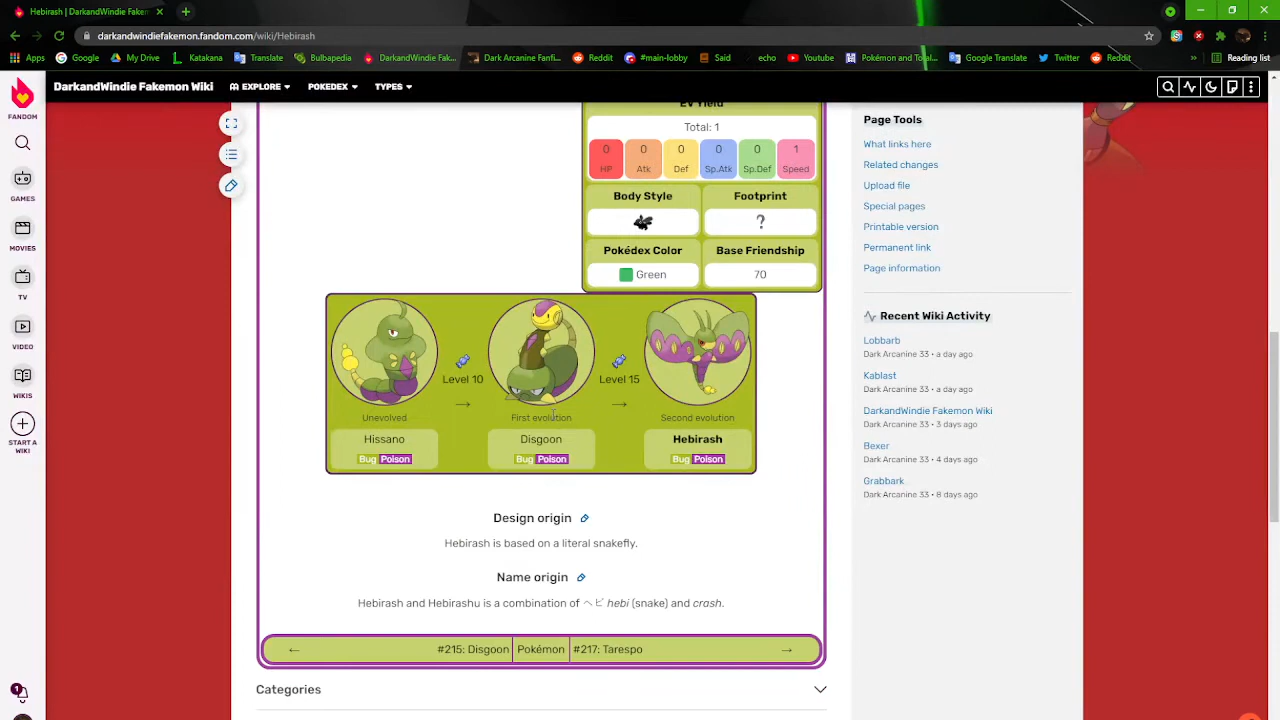 Hebirash | DarkandWindie Fakem
darkandwindiefakemon.fandom.com/wiki/Hebirash
Apps Google My Drive Katakana Translate Bulbapedia DarkandWindie Fak... Dark Arcanine Fanfi... Reddit #main-lobby Said echo Youtube Pokémon and Total... Google Translate Twitter Reddit » Reading list
DarkandWindie Fakemon Wiki EXPLORE POKEDEX TYPES
FANDOM
GAMES
MOVIES
TV
VIDEO
WIKIS
START A
WIKI
1
EV Yield
Total: 1
0 0 0 0 0 1
HP Atk Def Sp.Atk Sp.Def Speed
Body Style Footprint
?
Pokédex Color Base Friendship
Green 70
Level 10 → Level 15 →
Unevolved First evolution Second evolution
Hissano Disgoon Hebirash
Bug Poison Bug Poison Bug Poison
Design origin
Hebirash is based on a literal snakefly.
Name origin
Hebirash and Hebirashu is a combination of ヘビ hebi (snake) and crash.
← #215: Disgoon Pokémon #217: Tarespo →
Categories
Page Tools
What links here
Related changes
Upload file
Special pages
Printable version
Permanent link
Page information
Recent Wiki Activity
Lobbarb
Dark Arcanine 33 • a day ago
Kablast
Dark Arcanine 33 • a day ago
DarkandWindie Fakemon Wiki
Dark Arcanine 33 • 3 days ago
Bexer
Dark Arcanine 33 • 4 days ago
Grabbark
Dark Arcanine 33 • 8 days ago